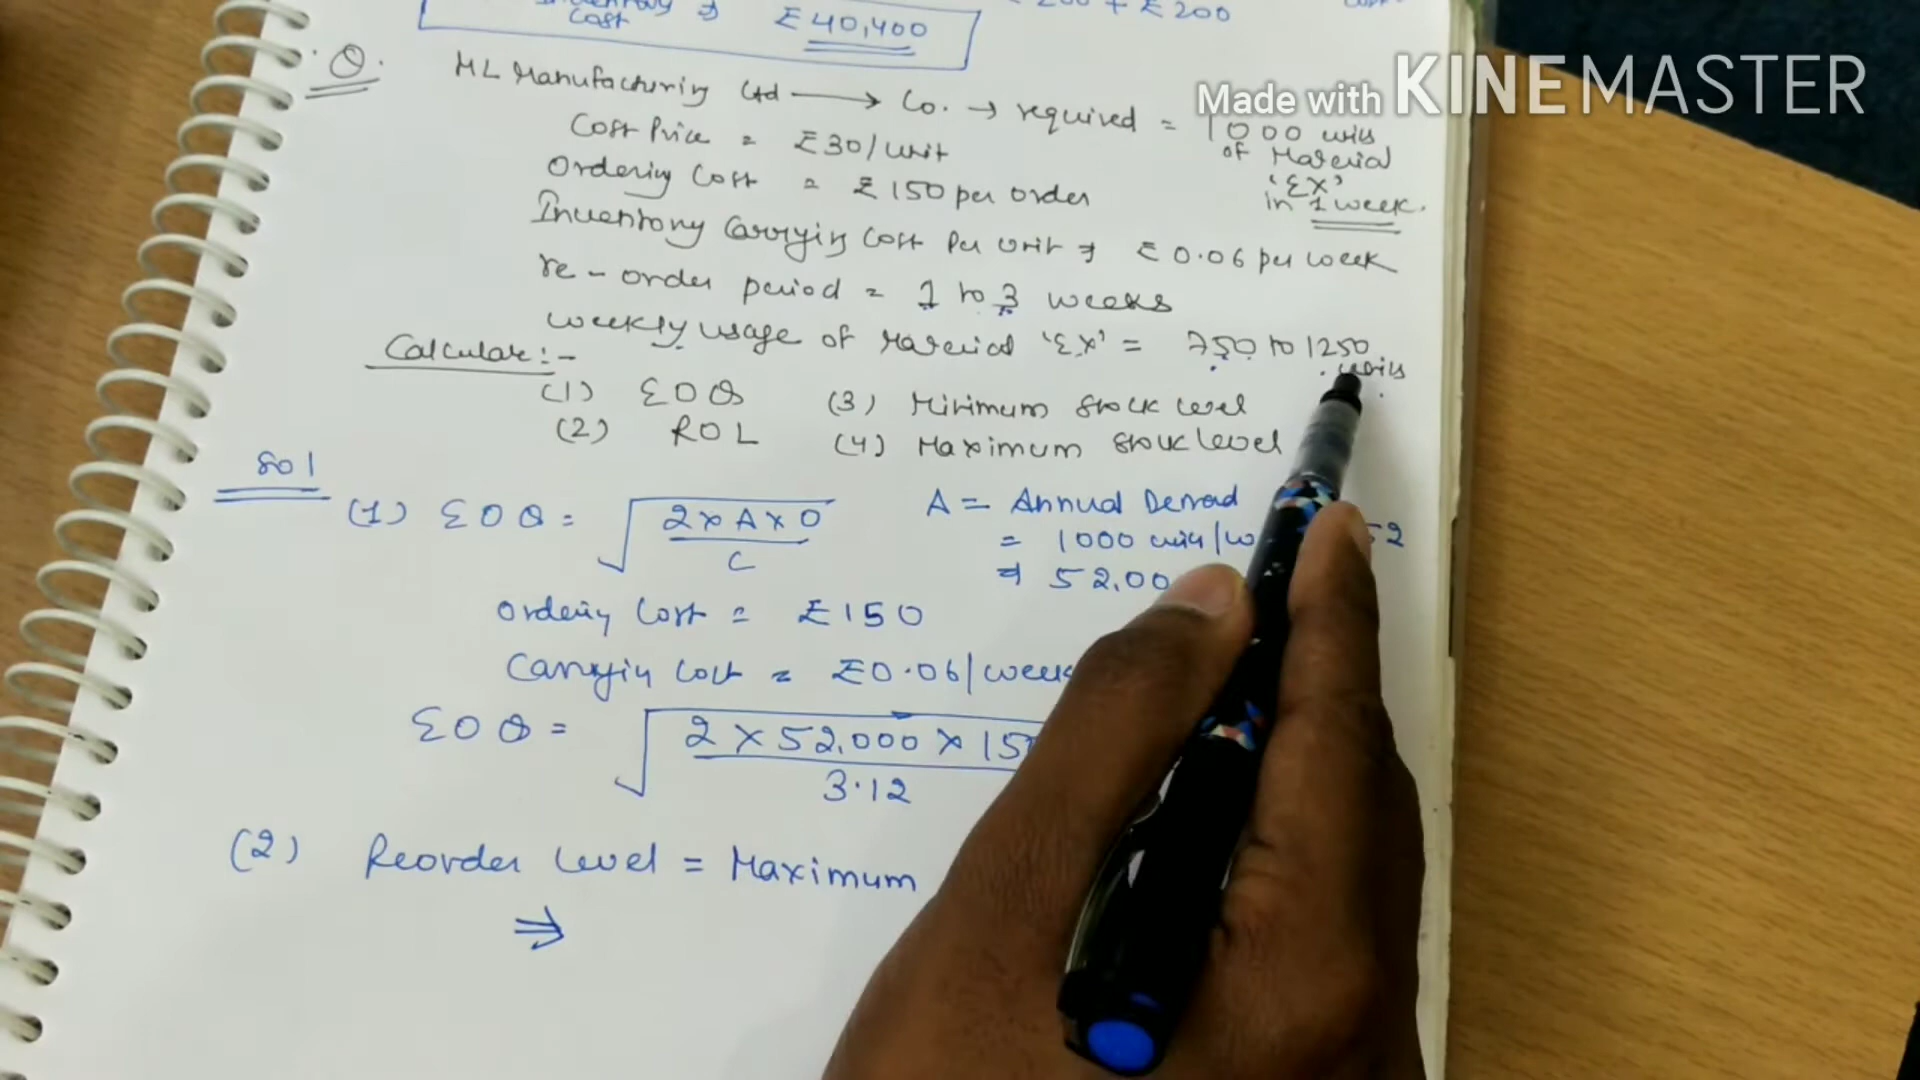 Cost ⇒ ₹40,400
200 + ₹200
Made with KINEMASTER
Q. ML Manufacturing Ltd → Co. → required = 1000 units
of Material
'EX'
in 1 week.
Cost Price = ₹30/unit
Ordering Cost = ₹150 per order
Inventory Carrying Cost Per Unit ⇒ ₹0.06 per week
re-order period = 1 to 3 weeks
weekly usage of Material 'EX' = 750 to 1250
units
Calculate:-
(1) EOQ (3) Minimum stock level
(2) ROL (4) Maximum stock level
Sol
(1) EOQ = √ 2×A×O
C
A = Annual Demand
= 1000 units/w 52
⇒ 52,00
Ordering Cost = ₹150
Carrying Cost = ₹0.06/week
EOQ = √ 2×52,000×15
3.12
(2) Reorder Level = Maximum
⇒